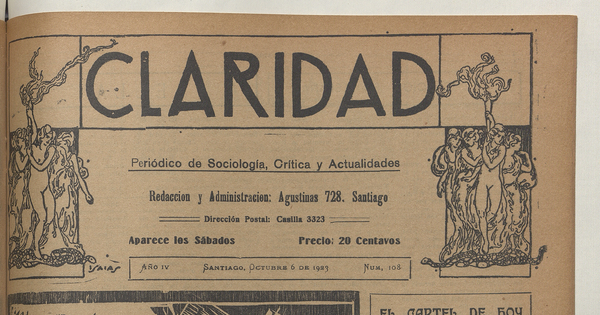 CLARIDAD
Periódico de Sociología, Crítica y Actualidades
Redaccion y Administracion: Agustinas 728. Santiago
Dirección Postal: Casilla 3323
Aparece los Sábados Precio: 20 Centavos
ISAIAS
AÑO IV SANTIAGO, OCTUBRE 6 DE 1923 NUM, 108
EL CARTEL DE HOY